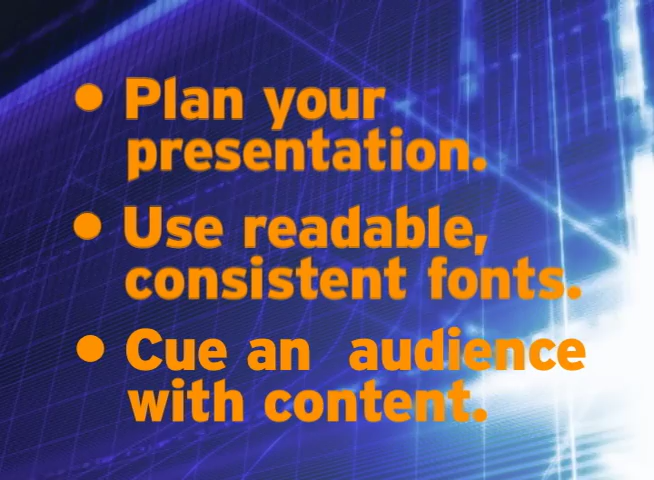 • Plan your
presentation.
• Use readable,
consistent fonts.
• Cue an audience
with content.